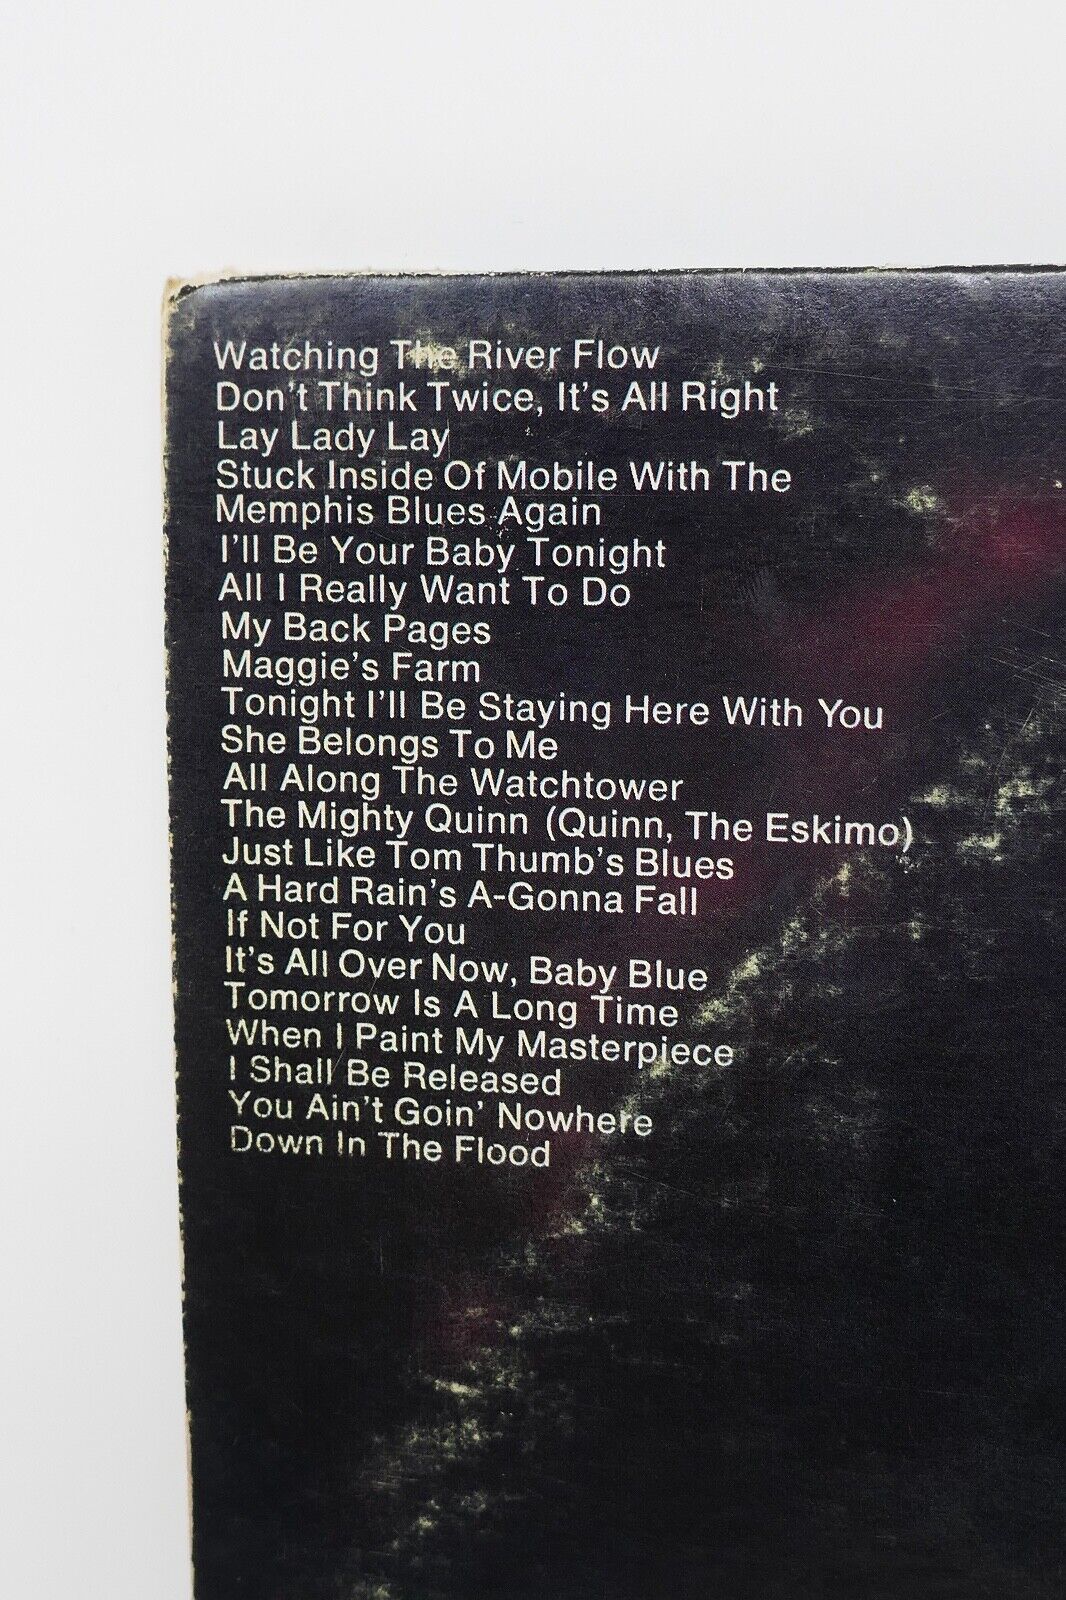 Watching The River Flow
Don't Think Twice, It's All Right
Lay Lady Lay
Stuck Inside Of Mobile With The
Memphis Blues Again
I'll Be Your Baby Tonight
All I Really Want To Do
My Back Pages
Maggie's Farm
Tonight I'll Be Staying Here With You
She Belongs To Me
All Along The Watchtower
The Mighty Quinn (Quinn, The Eskimo)
Just Like Tom Thumb's Blues
A Hard Rain's A-Gonna Fall
If Not For You
It's All Over Now, Baby Blue
Tomorrow Is A Long Time
When I Paint My Masterpiece
I Shall Be Released
You Ain't Goin' Nowhere
Down In The Flood